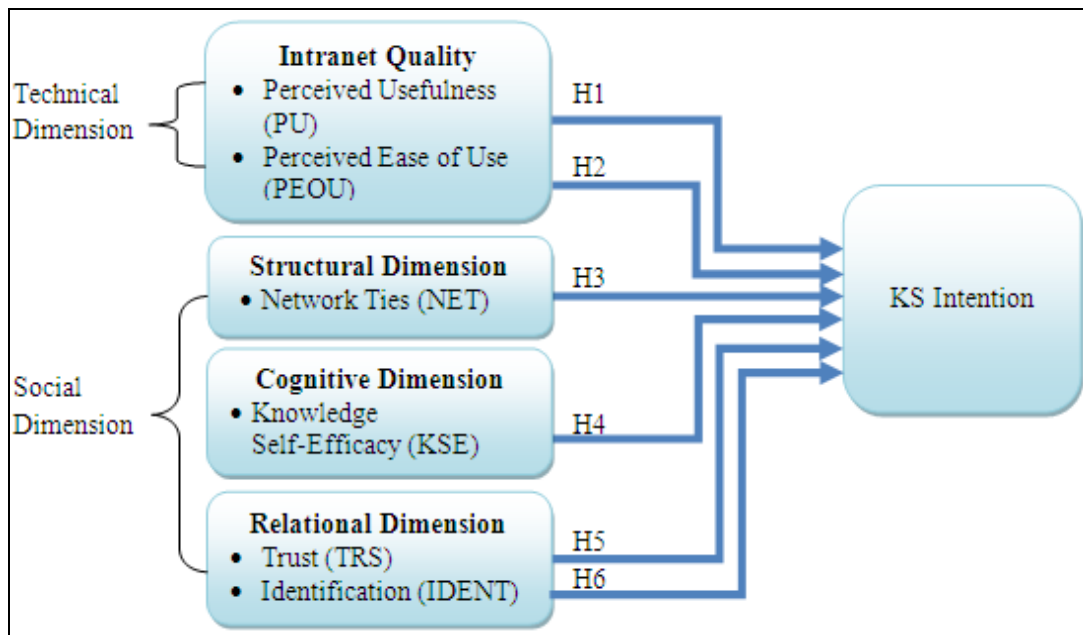 Technical
Dimension
Intranet Quality
• Perceived Usefulness
(PU)
• Perceived Ease of Use
(PEOU)
H1
H2
Structural Dimension
• Network Ties (NET)
H3
KS Intention
Social
Dimension
Cognitive Dimension
• Knowledge
Self-Efficacy (KSE)
H4
Relational Dimension
• Trust (TRS)
• Identification (IDENT)
H5
H6